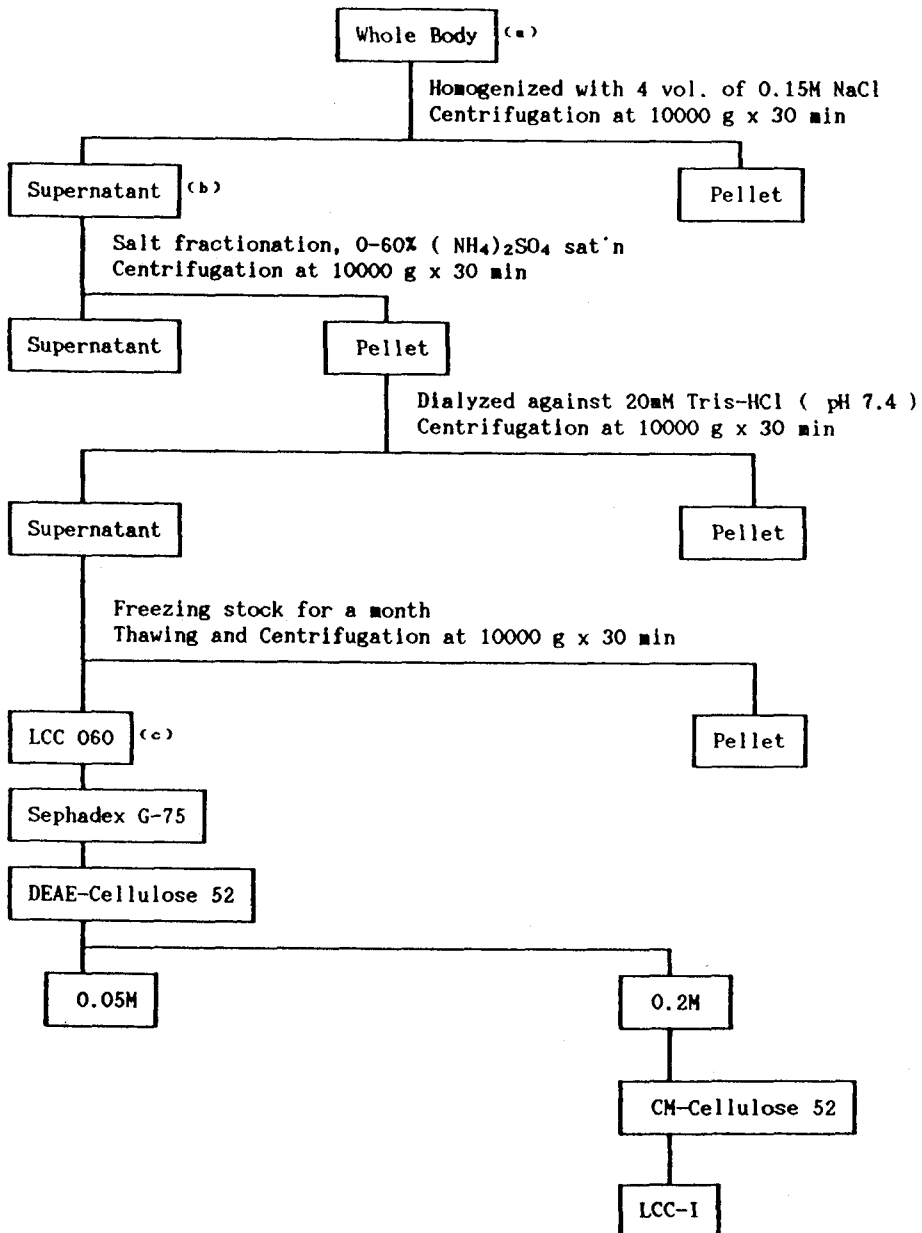 Whole Body (a)
Homogenized with 4 vol. of 0.15M NaCl
Centrifugation at 10000 g x 30 min
Supernatant (b)
Pellet
Salt fractionation, 0-60% ( NH4)2SO4 sat'n
Centrifugation at 10000 g x 30 min
Supernatant
Pellet
Dialyzed against 20mM Tris-HCl ( pH 7.4 )
Centrifugation at 10000 g x 30 min
Supernatant
Pellet
Freezing stock for a month
Thawing and Centrifugation at 10000 g x 30 min
LCC 060 (c)
Pellet
Sephadex G-75
DEAE-Cellulose 52
0.05M
0.2M
CM-Cellulose 52
LCC-I